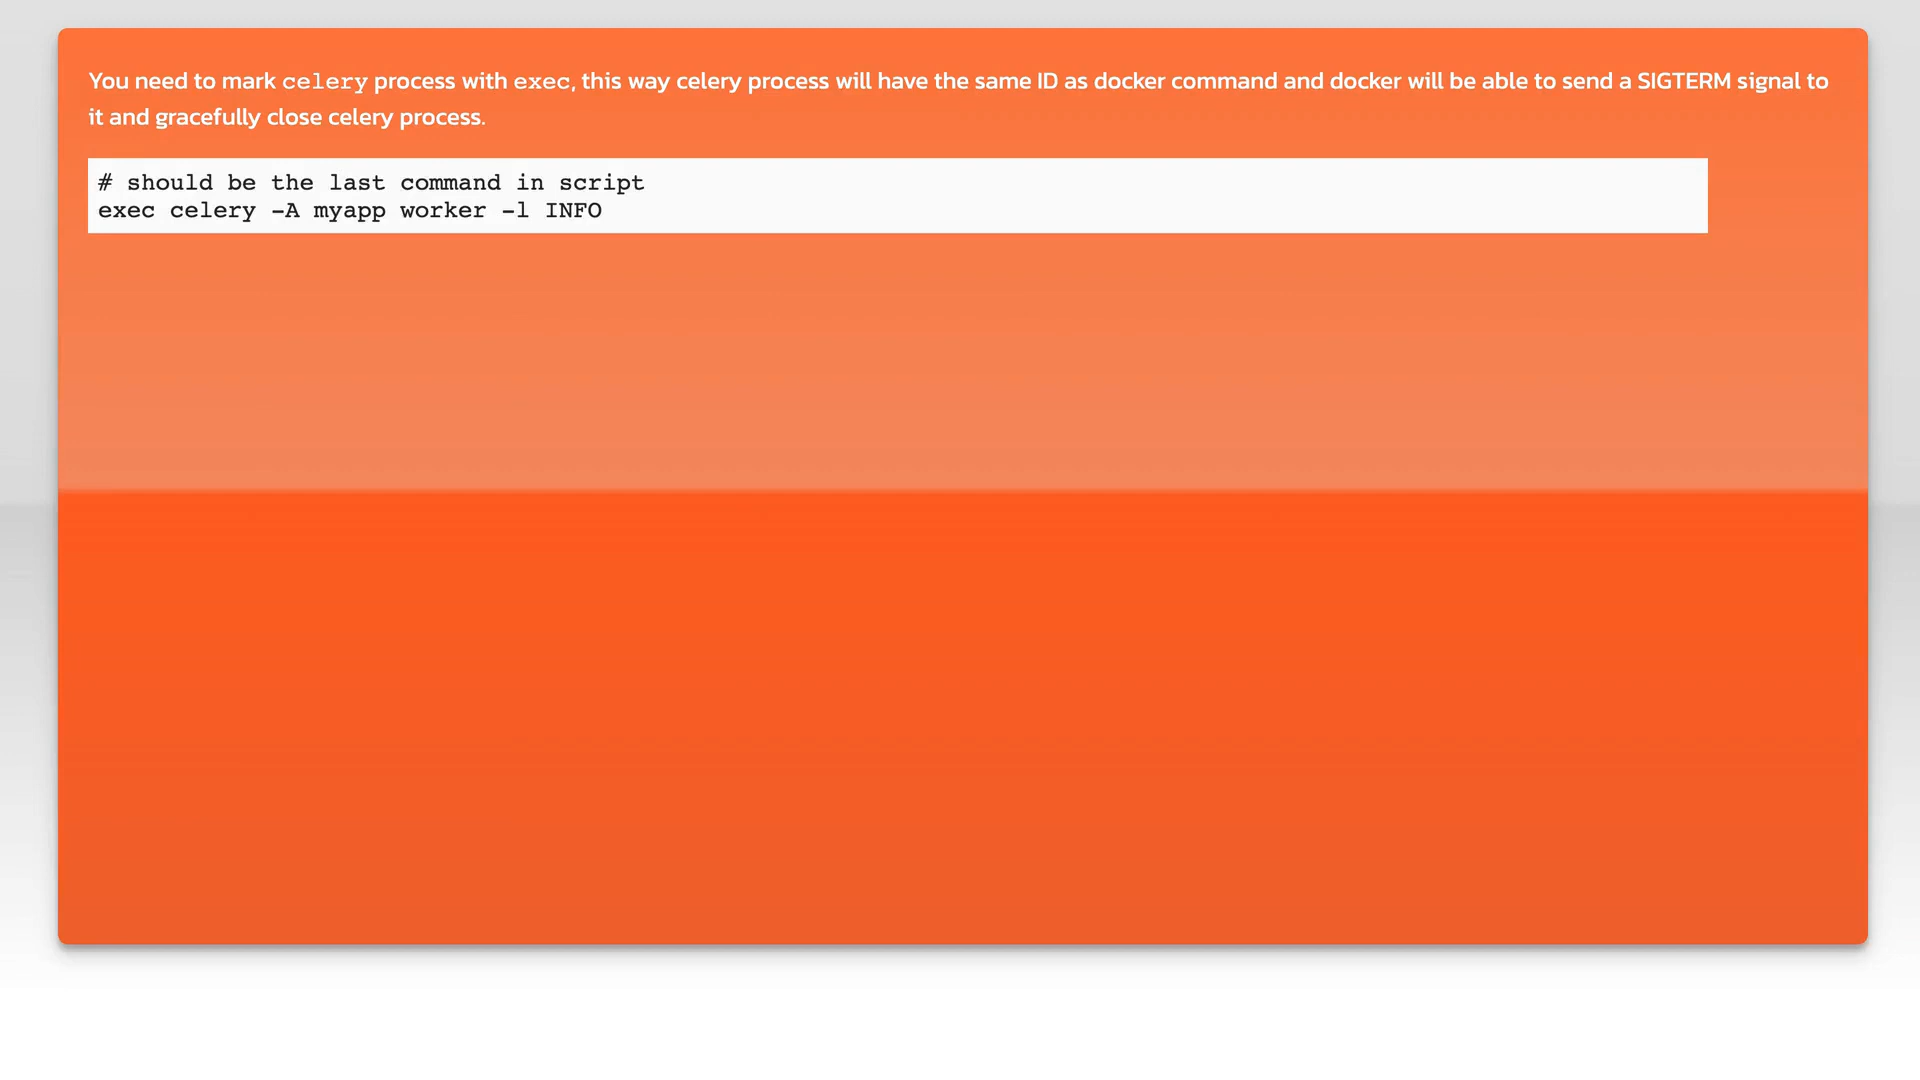 You need to mark celery process with exec, this way celery process will have the same ID as docker command and docker will be able to send a SIGTERM signal to
it and gracefully close celery process.
# should be the last command in script
exec celery -A myapp worker -l INFO